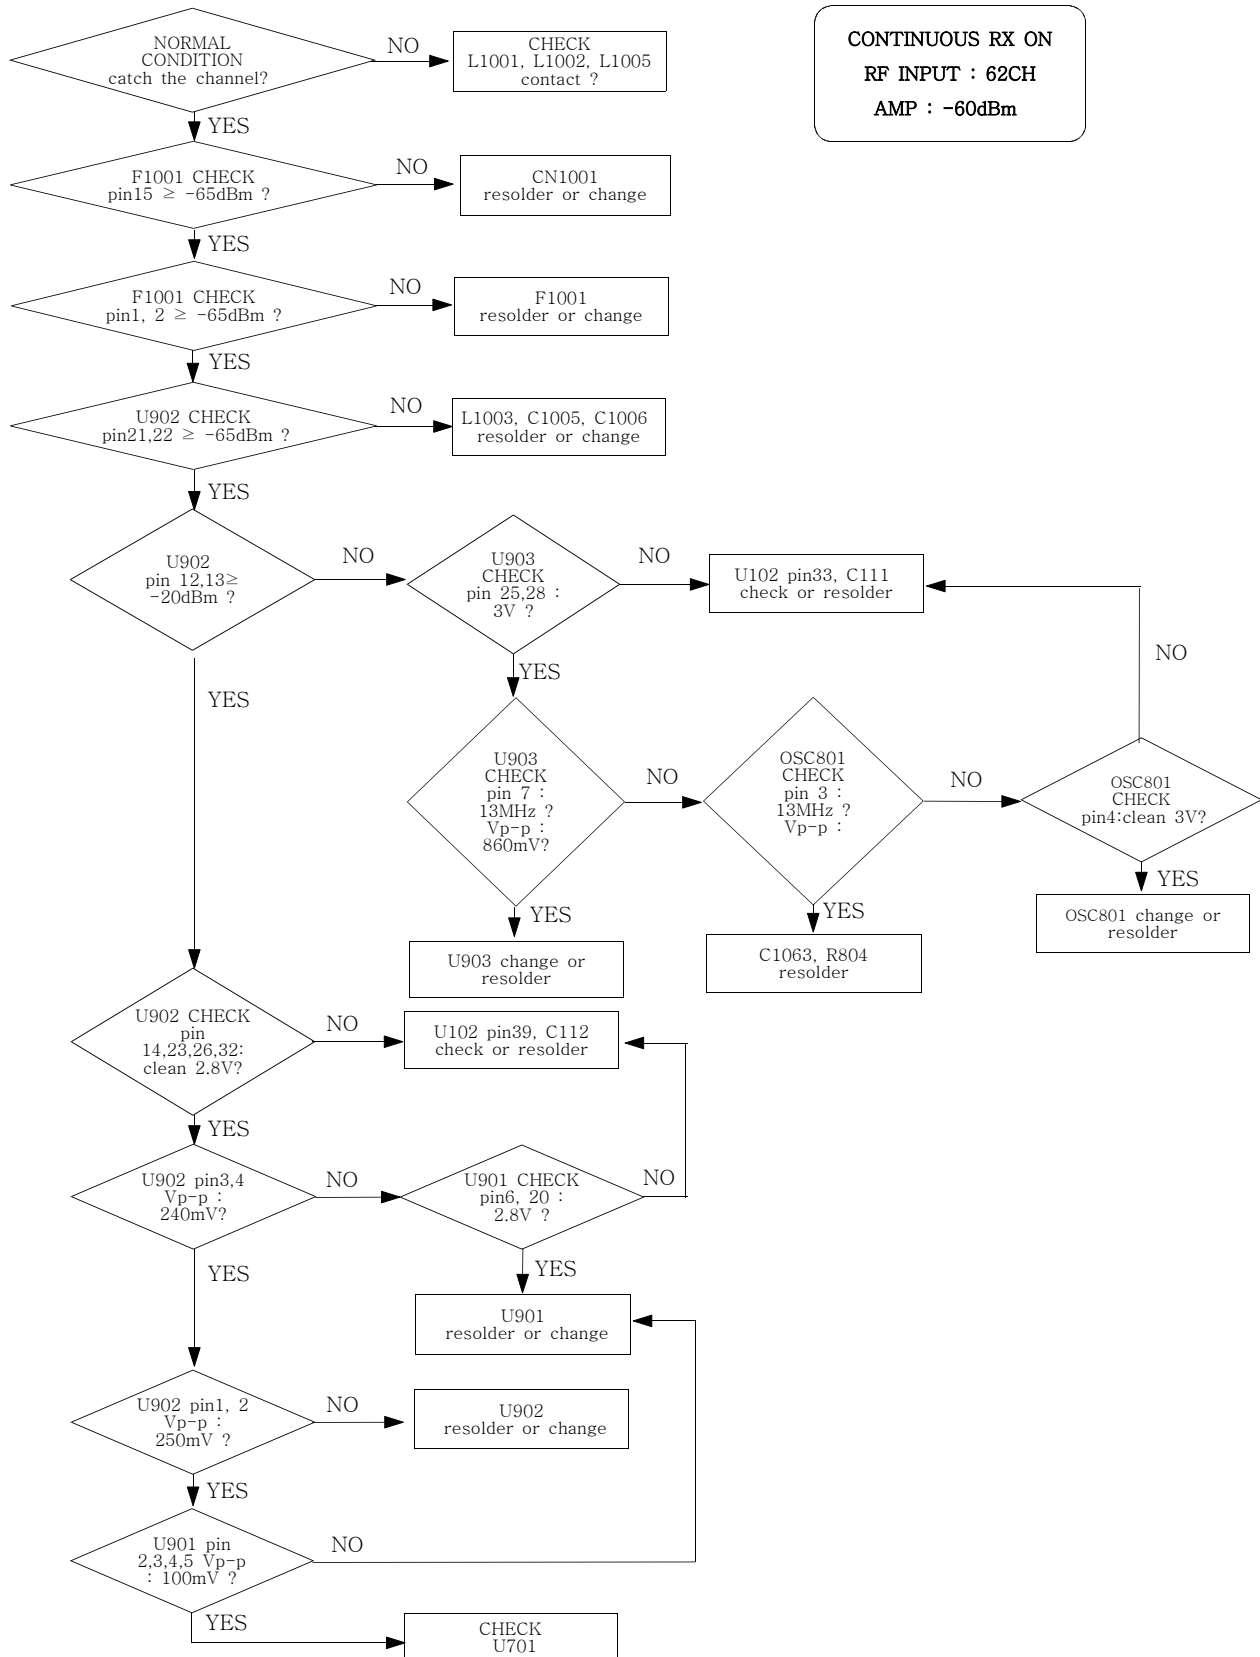 NORMAL
CONDITION
catch the channel?
NO
CHECK
L1001, L1002, L1005
contact ?
CONTINUOUS RX ON
RF INPUT : 62CH
AMP : -60dBm
YES
F1001 CHECK
pin15 ≥ -65dBm ?
NO
CN1001
resolder or change
YES
F1001 CHECK
pin1, 2 ≥ -65dBm ?
NO
F1001
resolder or change
YES
U902 CHECK
pin21,22 ≥ -65dBm ?
NO
L1003, C1005, C1006
resolder or change
YES
U902
pin 12,13≥
-20dBm ?
NO
U903
CHECK
pin 25,28 :
3V ?
NO
U102 pin33, C111
check or resolder
NO
YES
YES
U903
CHECK
pin 7 :
13MHz ?
Vp-p :
860mV?
NO
OSC801
CHECK
pin 3 :
13MHz ?
Vp-p :
NO
OSC801
CHECK
pin4:clean 3V?
YES
U903 change or
resolder
YES
C1063, R804
resolder
YES
OSC801 change or
resolder
U902 CHECK
pin
14,23,26,32:
clean 2.8V?
NO
U102 pin39, C112
check or resolder
YES
U902 pin3,4
Vp-p :
240mV?
NO
U901 CHECK
pin6, 20 :
2.8V ?
NO
YES
YES
U901
resolder or change
U902 pin1, 2
Vp-p :
250mV ?
NO
U902
resolder or change
YES
U901 pin
2,3,4,5 Vp-p
: 100mV ?
NO
YES
CHECK
U701